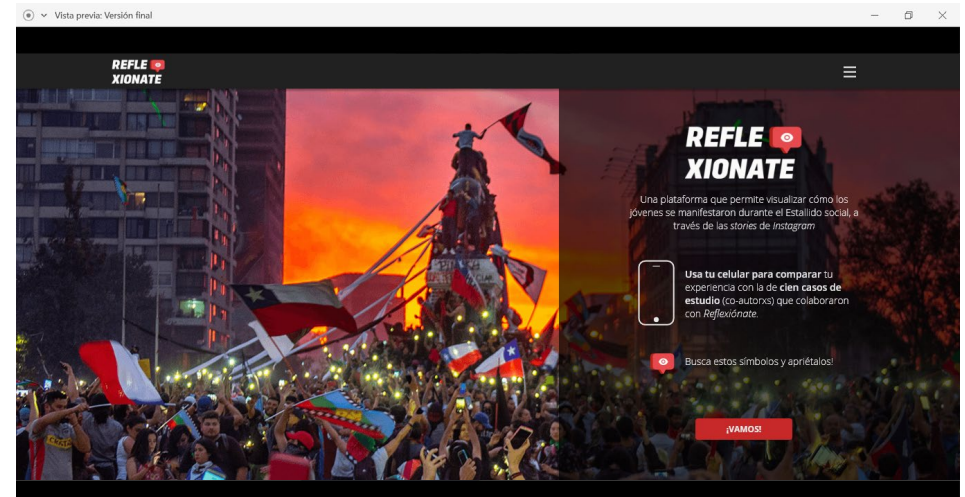 Vista previa: Versión final
REFLE
XIONATE
REFLE
XIONATE
Una plataforma que permite visualizar cómo los
jóvenes se manifestaron durante el Estallido social, a
través de las stories de Instagram
Usa tu celular para comparar tu
experiencia con la de cien casos de
estudio (co-autorxs) que colaboraron
con Reflexiónate.
Busca estos símbolos y apriétalos!
¡VAMOS!